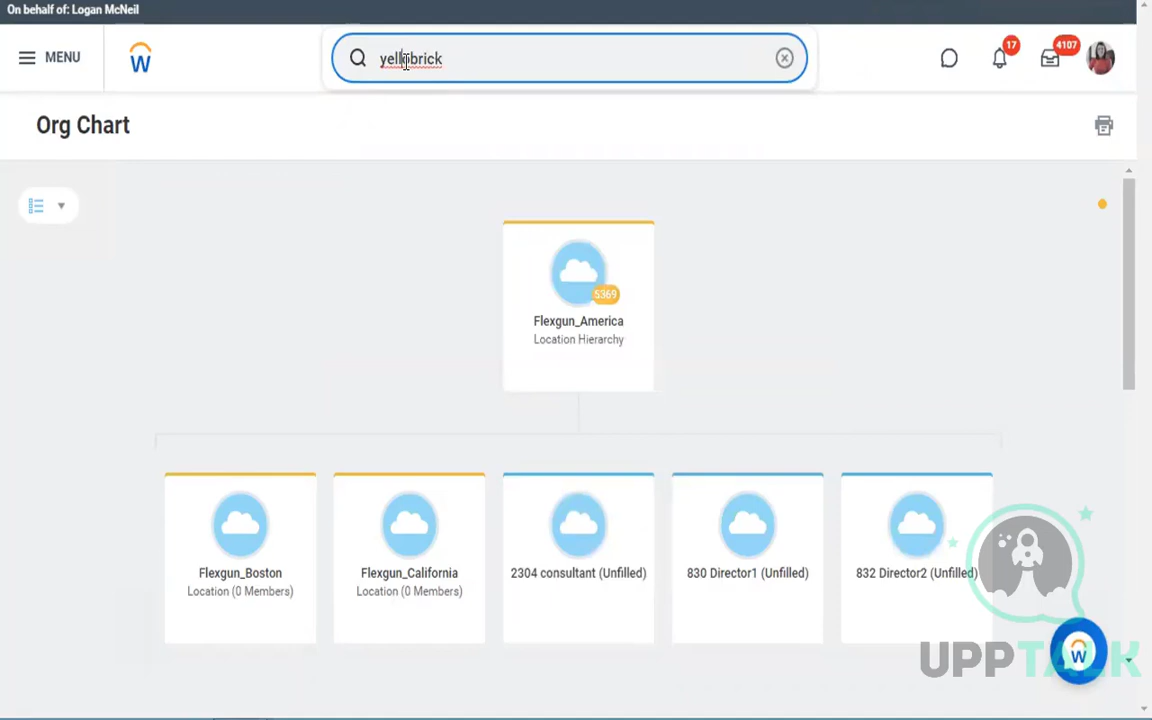 On behalf of: Logan McNeil
MENU
17
4107
Org Chart
5369
Flexgun_America
Location Hierarchy
Flexgun_Boston
Location (0 Members)
Flexgun_California
Location (0 Members)
2304 consultant (Unfilled)
830 Director1 (Unfilled)
832 Director2 (Unfilled)
UPPTALK